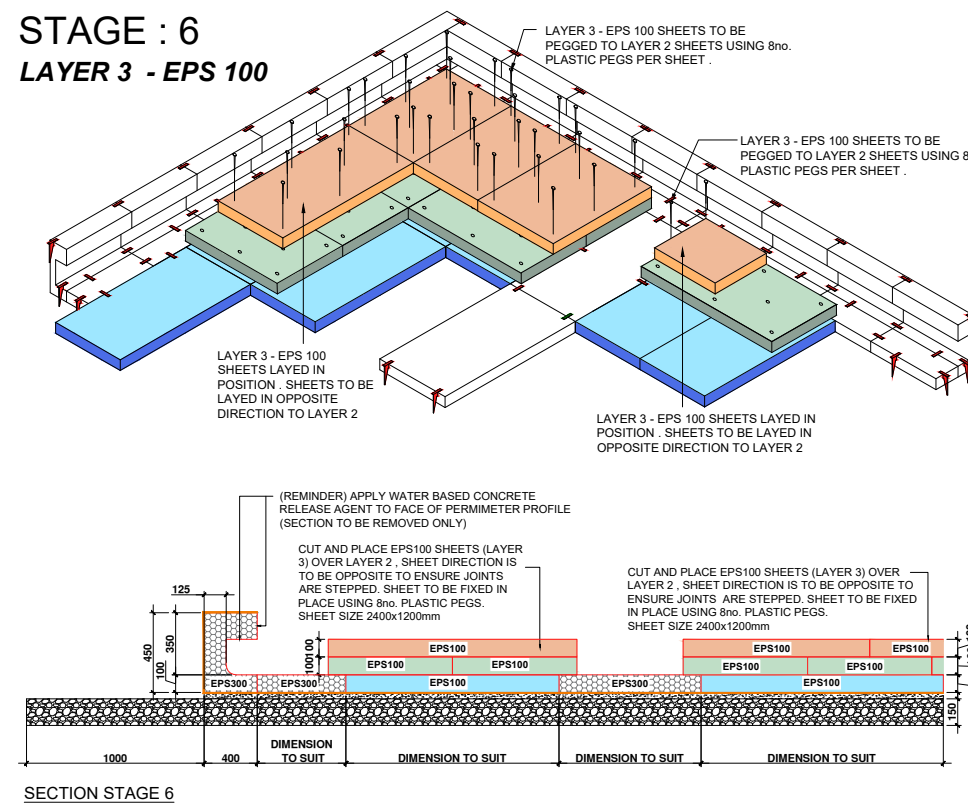 STAGE : 6
LAYER 3 - EPS 100
LAYER 3 - EPS 100 SHEETS TO BE
PEGGED TO LAYER 2 SHEETS USING 8no.
PLASTIC PEGS PER SHEET .
LAYER 3 - EPS 100 SHEETS TO BE
PEGGED TO LAYER 2 SHEETS USING 8
PLASTIC PEGS PER SHEET .
LAYER 3 - EPS 100
SHEETS LAYED IN
POSITION . SHEETS TO BE
LAYED IN OPPOSITE
DIRECTION TO LAYER 2
LAYER 3 - EPS 100 SHEETS LAYED IN
POSITION . SHEETS TO BE LAYED IN
OPPOSITE DIRECTION TO LAYER 2
(REMINDER) APPLY WATER BASED CONCRETE
RELEASE AGENT TO FACE OF PERMIMETER PROFILE
(SECTION TO BE REMOVED ONLY)
CUT AND PLACE EPS100 SHEETS (LAYER
3) OVER LAYER 2 , SHEET DIRECTION IS
TO BE OPPOSITE TO ENSURE JOINTS
ARE STEPPED. SHEET TO BE FIXED IN
PLACE USING 8no. PLASTIC PEGS.
SHEET SIZE 2400x1200mm
CUT AND PLACE EPS100 SHEETS (LAYER 3) OVER
LAYER 2 , SHEET DIRECTION IS TO BE OPPOSITE TO
ENSURE JOINTS ARE STEPPED. SHEET TO BE FIXED
IN PLACE USING 8no. PLASTIC PEGS.
SHEET SIZE 2400x1200mm
125
450
350
100
100
100
EPS100
EPS100
EPS100
EPS100
EPS100
EPS100
EPS300
EPS300
EPS100
EPS300
EPS100
150
1000
400
DIMENSION
TO SUIT
DIMENSION TO SUIT
DIMENSION TO SUIT
DIMENSION TO SUIT
SECTION STAGE 6